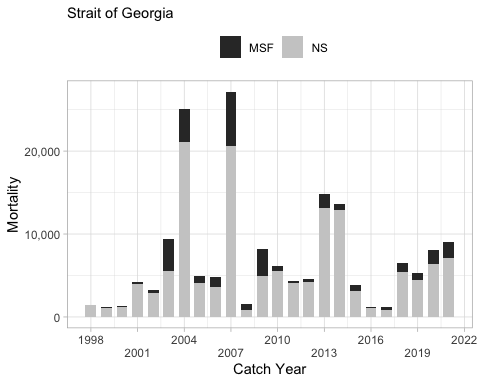 Strait of Georgia
MSF NS
20,000
10,000
0
Mortality
1998 2004 2010 2016 2022
2001 2007 2013 2019
Catch Year